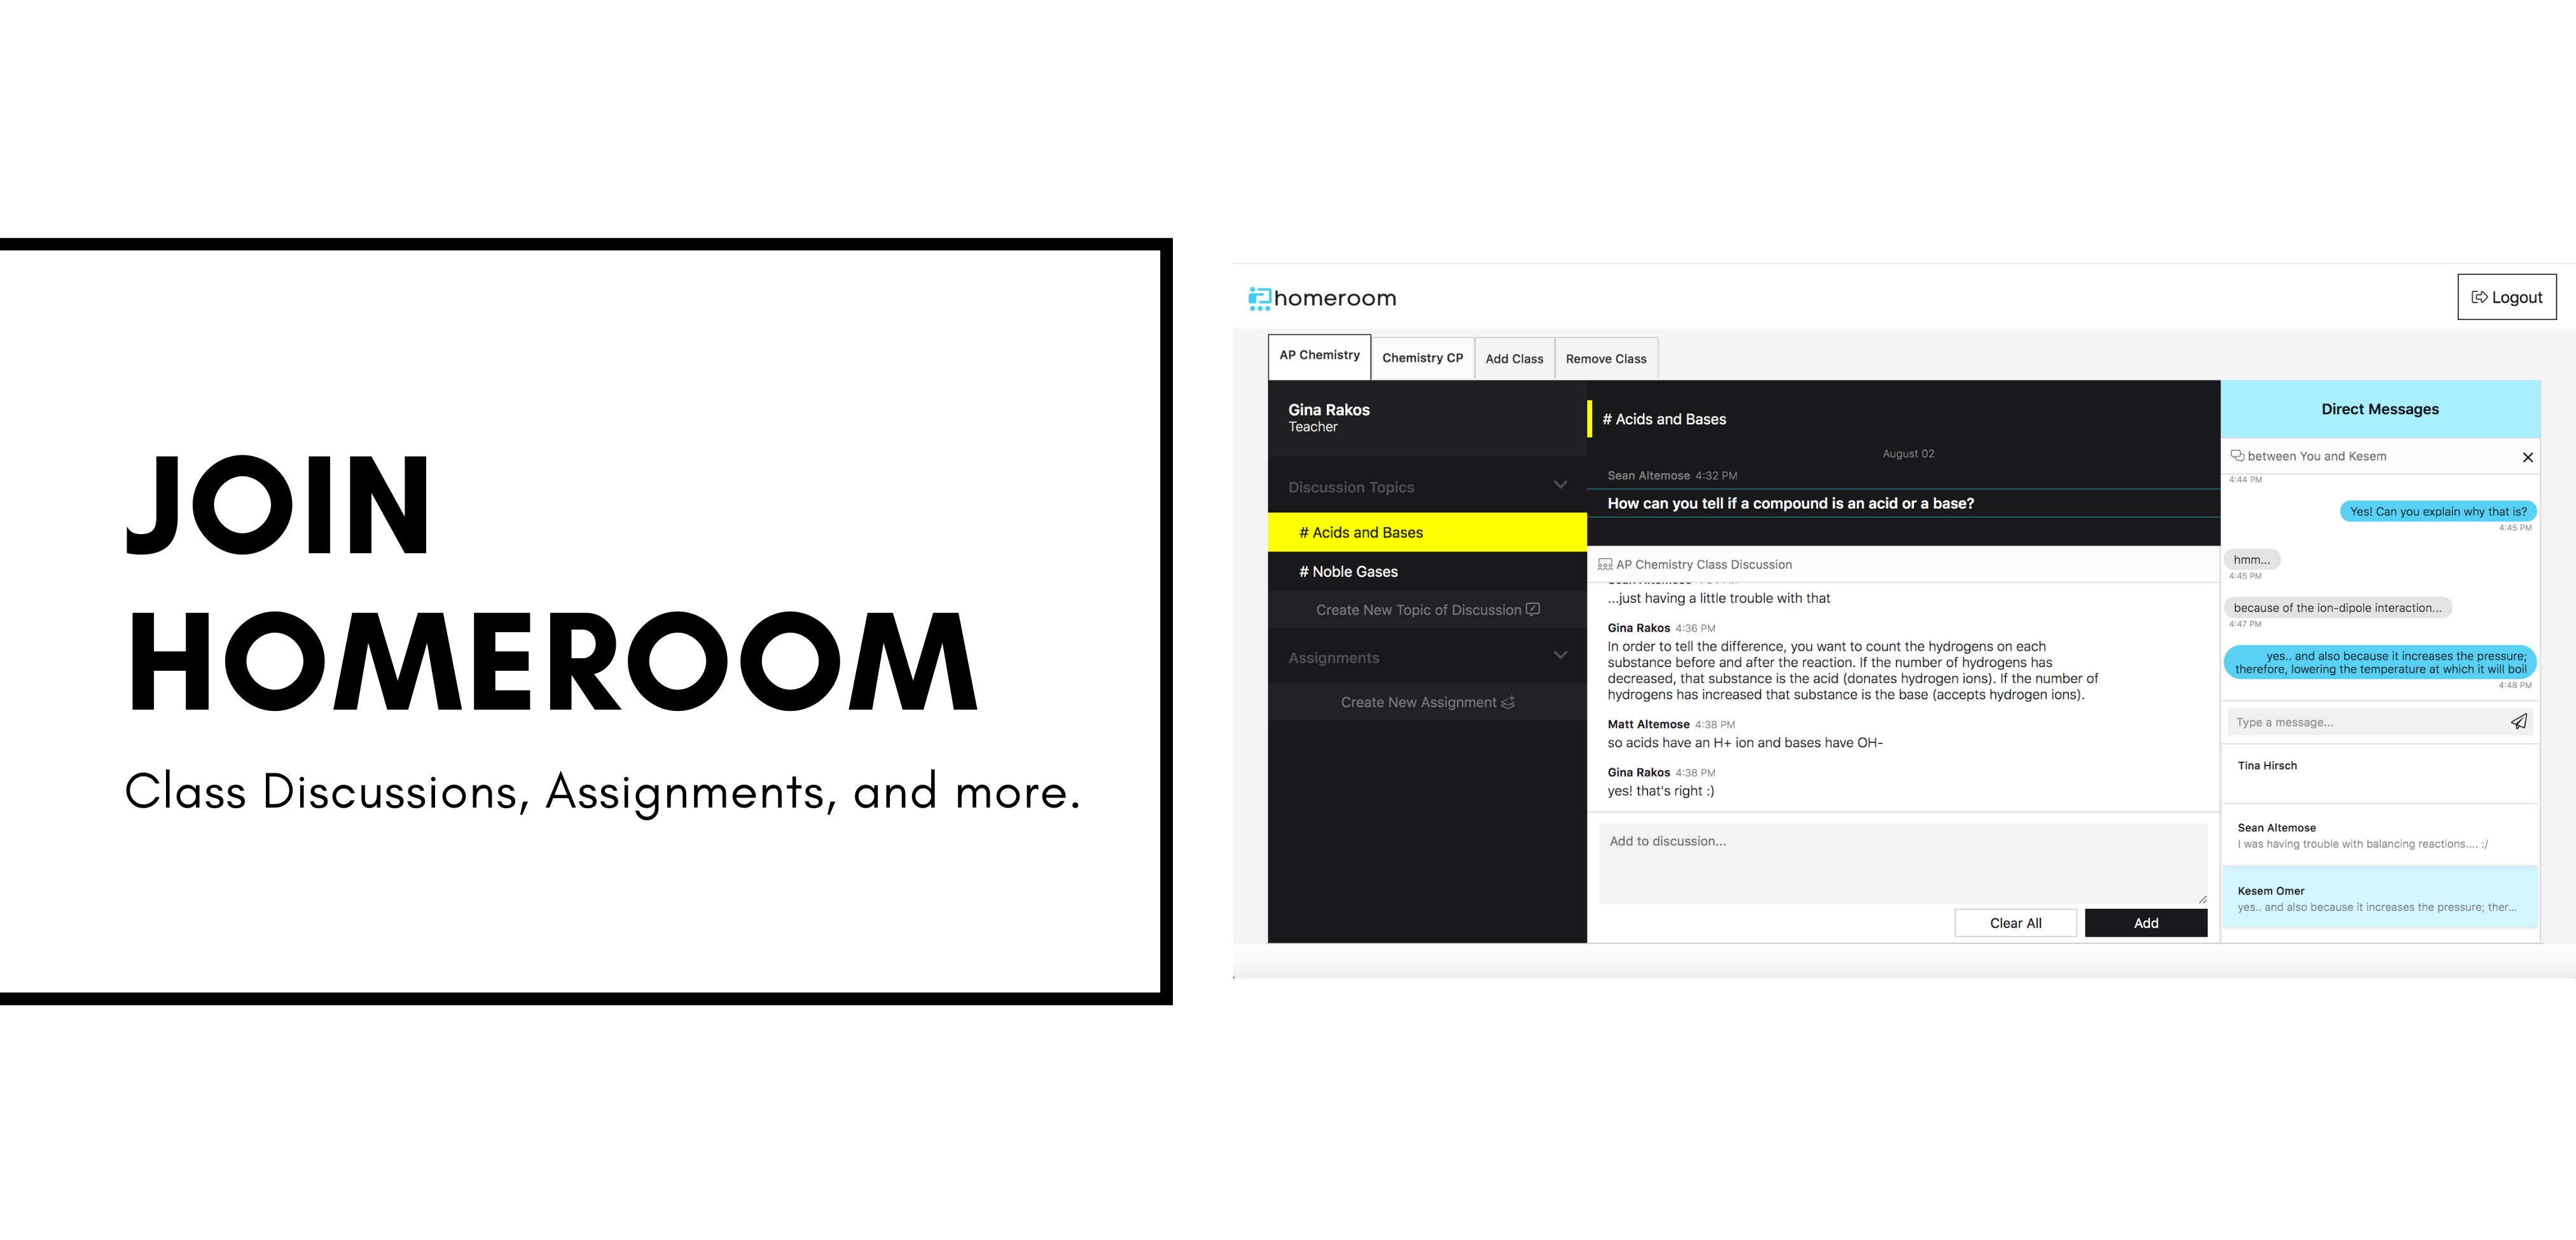 JOIN
HOMEROOM
Class Discussions, Assignments, and more.
homeroom
Logout
AP Chemistry
Chemistry CP
Add Class
Remove Class
Gina Rakos
Teacher
Discussion Topics
# Acids and Bases
# Noble Gases
Create New Topic of Discussion
Assignments
Create New Assignment
# Acids and Bases
August 02
Sean Altemose 4:32 PM
How can you tell if a compound is an acid or a base?
AP Chemistry Class Discussion
...just having a little trouble with that
Gina Rakos 4:36 PM
In order to tell the difference, you want to count the hydrogens on each
substance before and after the reaction. If the number of hydrogens has
decreased, that substance is the acid (donates hydrogen ions). If the number of
hydrogens has increased that substance is the base (accepts hydrogen ions).
Matt Altemose 4:38 PM
so acids have an H+ ion and bases have OH-
Gina Rakos 4:38 PM
yes! that's right :)
Add to discussion...
Clear All
Add
Direct Messages
between You and Kesem
4:44 PM
Yes! Can you explain why that is?
4:45 PM
hmm...
4:45 PM
because of the ion-dipole interaction...
4:47 PM
yes.. and also because it increases the pressure;
therefore, lowering the temperature at which it will boil
4:48 PM
Type a message...
Tina Hirsch
Sean Altemose
I was having trouble with balancing reactions.... :/
Kesem Omer
yes.. and also because it increases the pressure; ther...